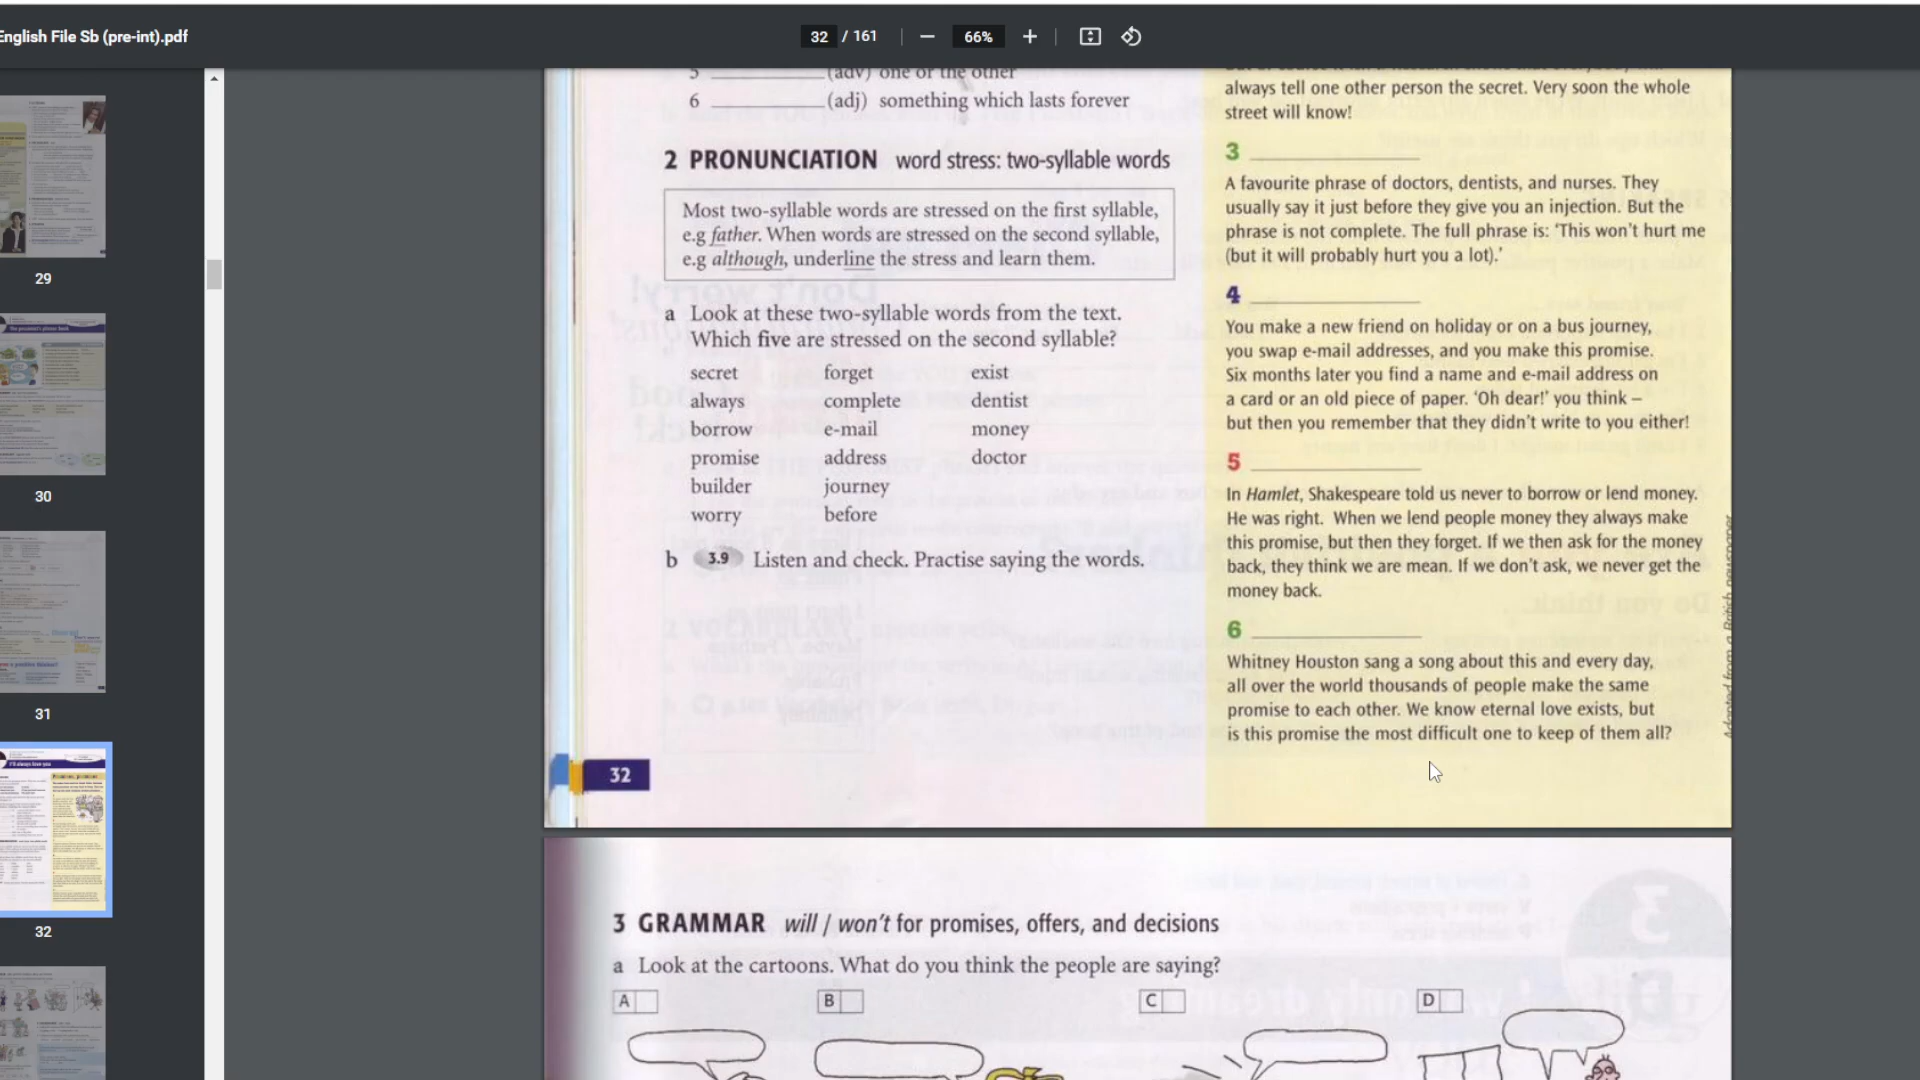 English File Sb (pre-int).pdf
32 / 161
66%
29
30
31
32
5 __________ (adv) one or the other
6 __________ (adj) something which lasts forever
2 PRONUNCIATION word stress: two-syllable words
Most two-syllable words are stressed on the first syllable,
e.g father. When words are stressed on the second syllable,
e.g although, underline the stress and learn them.
a Look at these two-syllable words from the text.
Which five are stressed on the second syllable?
secret forget exist
always complete dentist
borrow e-mail money
promise address doctor
builder journey
worry before
b 3.9 Listen and check. Practise saying the words.
32
always tell one other person the secret. Very soon the whole
street will know!
3 __________
A favourite phrase of doctors, dentists, and nurses. They
usually say it just before they give you an injection. But the
phrase is not complete. The full phrase is: ‘This won’t hurt me
(but it will probably hurt you a lot).’
4 __________
You make a new friend on holiday or on a bus journey,
you swap e-mail addresses, and you make this promise.
Six months later you find a name and e-mail address on
a card or an old piece of paper. ‘Oh dear!’ you think –
but then you remember that they didn’t write to you either!
5 __________
In Hamlet, Shakespeare told us never to borrow or lend money.
He was right. When we lend people money they always make
this promise, but then they forget. If we then ask for the money
back, they think we are mean. If we don’t ask, we never get the
money back.
6 __________
Whitney Houston sang a song about this and every day,
all over the world thousands of people make the same
promise to each other. We know eternal love exists, but
is this promise the most difficult one to keep of them all?
Adapted from a British newspaper
3 GRAMMAR will / won’t for promises, offers, and decisions
a Look at the cartoons. What do you think the people are saying?
A B C D